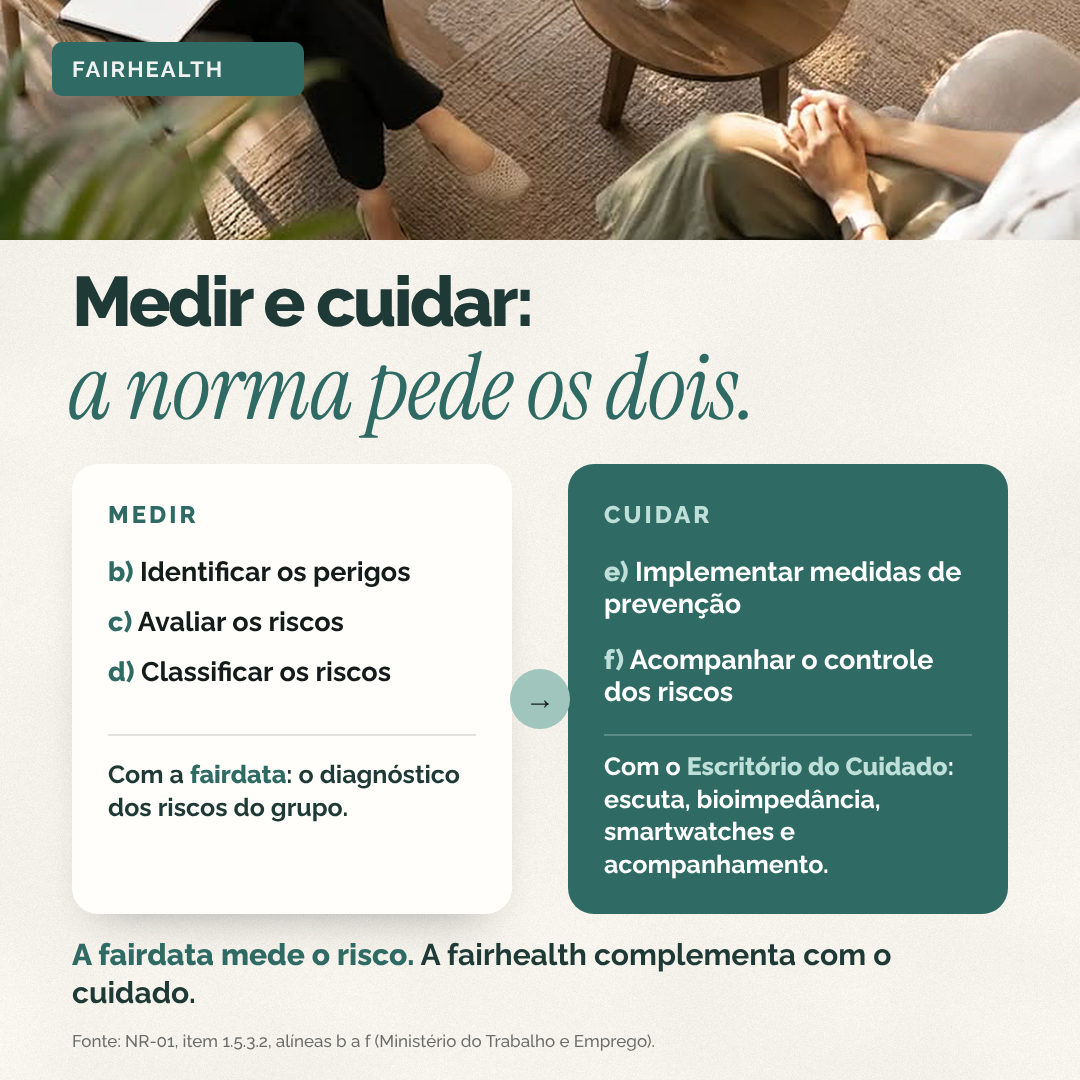 FAIRHEALTH
Medir e cuidar:
a norma pede os dois.
MEDIR
b) Identificar os perigos
c) Avaliar os riscos
d) Classificar os riscos
Com a fairdata: o diagnóstico
dos riscos do grupo.
→
CUIDAR
e) Implementar medidas de
prevenção
f) Acompanhar o controle
dos riscos
Com o Escritório do Cuidado:
escuta, bioimpedância,
smartwatches e
acompanhamento.
A fairdata mede o risco. A fairhealth complementa com o
cuidado.
Fonte: NR-01, item 1.5.3.2, alíneas b a f (Ministério do Trabalho e Emprego).